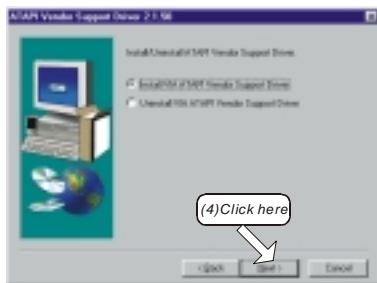 ATAPI Vendor Support Driver 2.1.50
Install/Uninstall ATAPI Vendor Support Driver.
Install VIA ATAPI Vendor Support Driver
Uninstall VIA ATAPI Vendor Support Driver
(4)Click here
< Back Next > Cancel